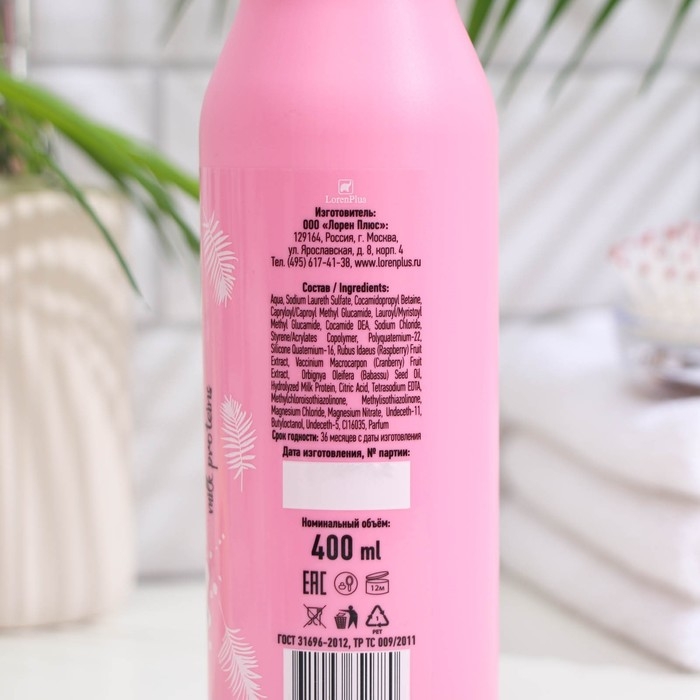 LorenPlus
Изготовитель:
ООО «Лорен Плюс»:
129164, Россия, г. Москва,
ул. Ярославская, д. 8, корп. 4
Тел. (495) 617-41-38, www.lorenplus.ru
Состав / Ingredients:
Aqua, Sodium Laureth Sulfate, Cocamidopropyl Betaine,
Capryloyl/Caproyl Methyl Glucamide, Lauroyl/Myristoyl
Methyl Glucamide, Cocamide DEA, Sodium Chloride,
Styrene/Acrylates Copolymer, Polyquaternium-22,
Silicone Quaternium-16, Rubus Idaeus (Raspberry) Fruit
Extract, Vaccinium Macrocarpon (Cranberry) Fruit
Extract, Orbignya Oleifera (Babassu) Seed Oil,
Hydrolyzed Milk Protein, Citric Acid, Tetrasodium EDTA,
Methylchloroisothiazolinone, Methylisothiazolinone,
Magnesium Chloride, Magnesium Nitrate, Undeceth-11,
Butyloctanol, Undeceth-5, CI16035, Parfum
Срок годности: 36 месяцев с даты изготовления
Дата изготовления, № партии:
Номинальный объём:
400 ml
EAC 12М
1
PET
ГОСТ 31696-2012, ТР ТС 009/2011
milk proteins